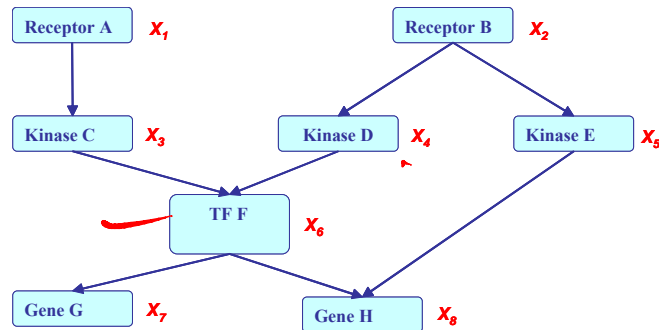 Receptor A X1 Receptor B X2
Kinase C X3 Kinase D X4 Kinase E X5
TF F X6
Gene G X7 Gene H X8